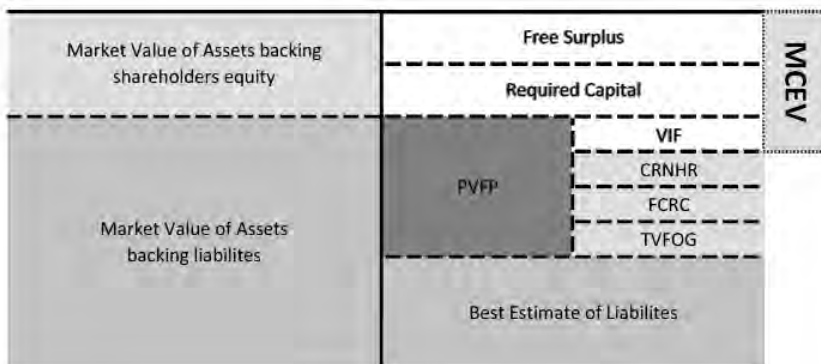 Market Value of Assets backing
shareholders equity
Free Surplus
Required Capital
MCEV
Market Value of Assets
backing liabilites
PVFP
VIF
CRNHR
FCRC
TVFOG
Best Estimate of Liabilites